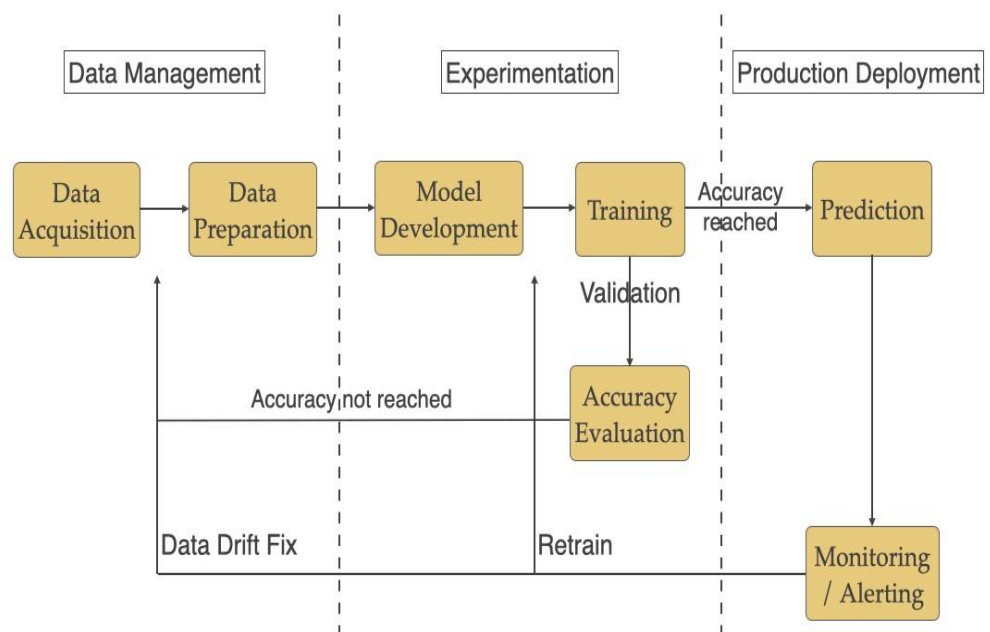 Data Management
Experimentation
Production Deployment
Data
Acquisition
Data
Preparation
Model
Development
Training
Accuracy
reached
Prediction
Validation
Accuracy not reached
Accuracy
Evaluation
Data Drift Fix
Retrain
Monitoring
/ Alerting